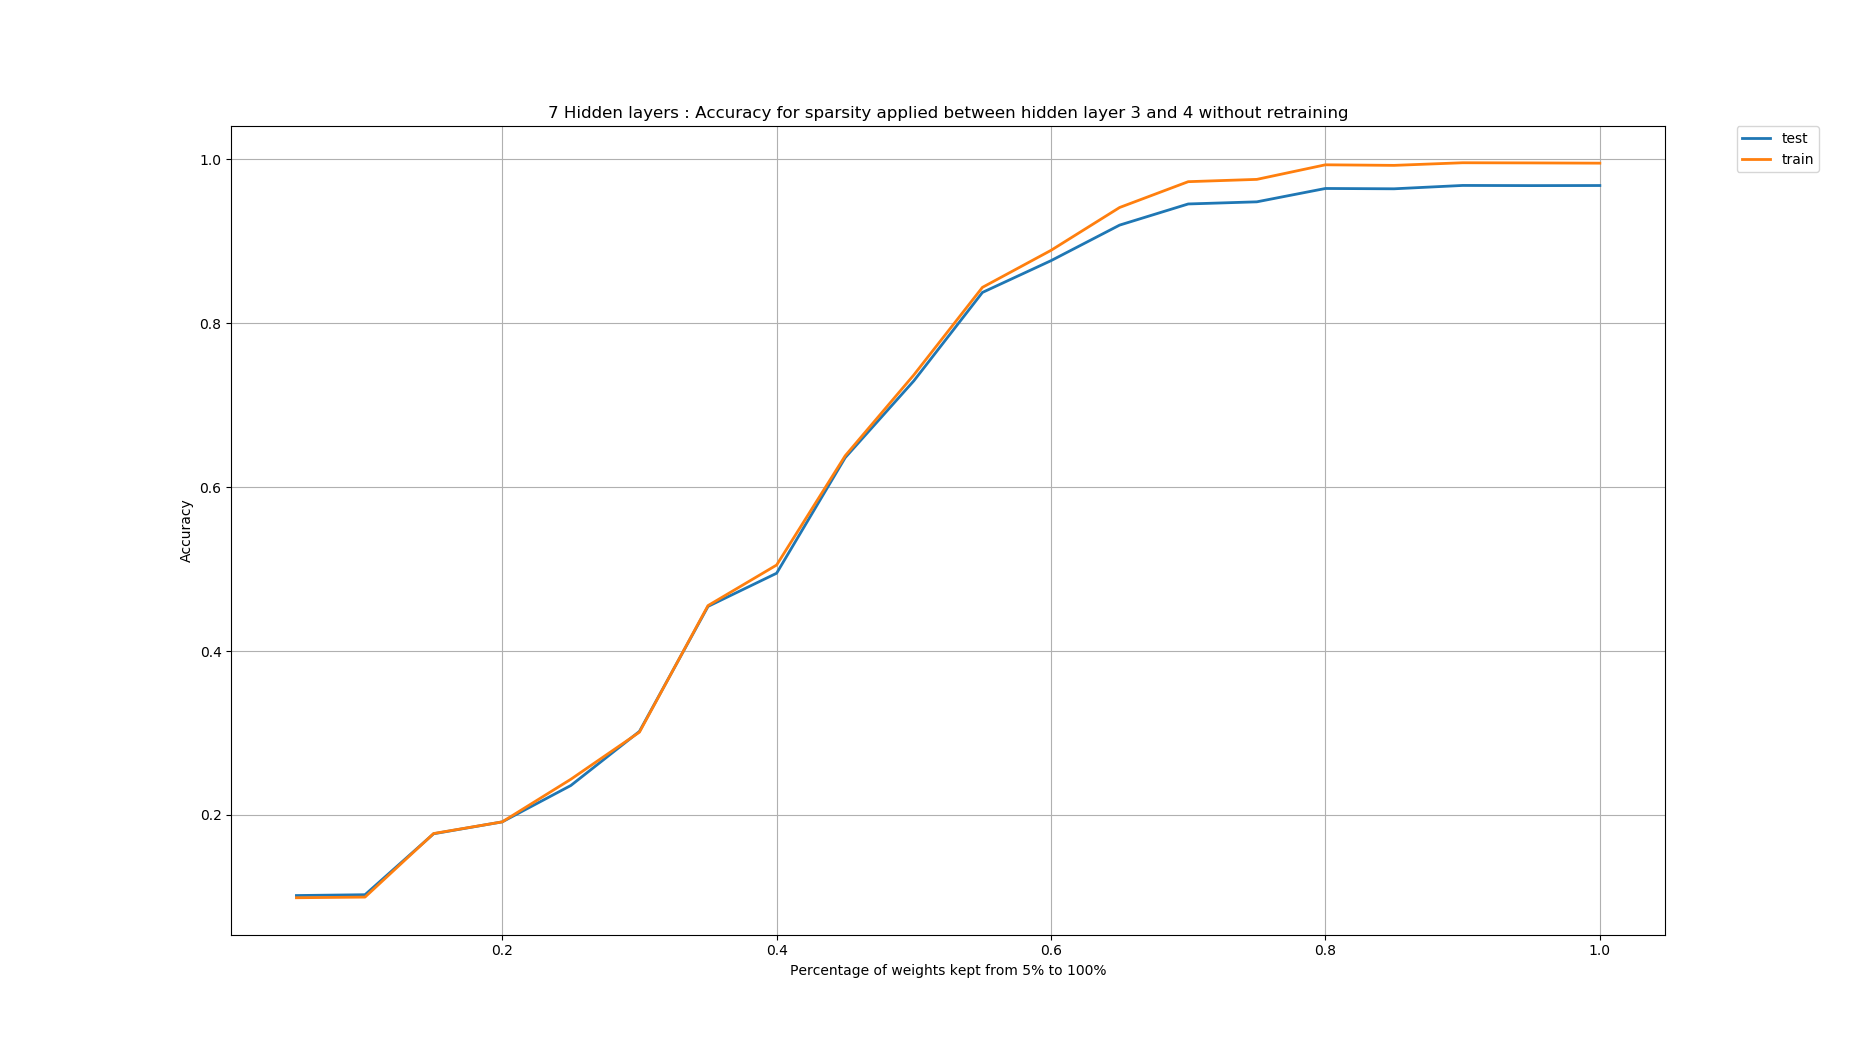 7 Hidden layers : Accuracy for sparsity applied between hidden layer 3 and 4 without retraining
test
train
1.0
0.8
0.6
0.4
0.2
Accuracy
0.2 0.4 0.6 0.8 1.0
Percentage of weights kept from 5% to 100%